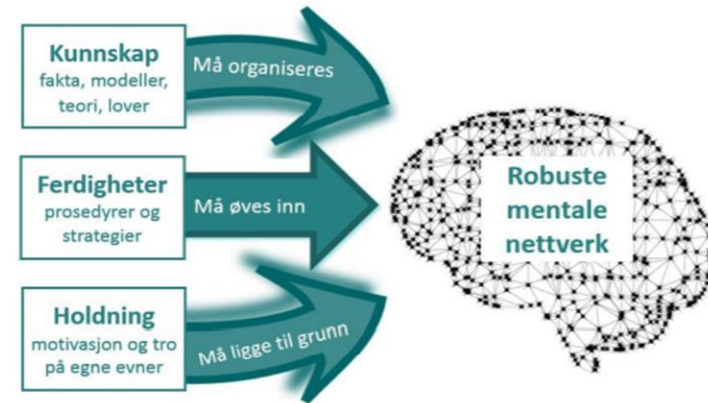 Kunnskap
fakta, modeller,
teori, lover
Må organiseres
Ferdigheter
prosedyrer og
strategier
Må øves inn
Holdning
motivasjon og tro
på egne evner
Må ligge til grunn
Robuste
mentale
nettverk